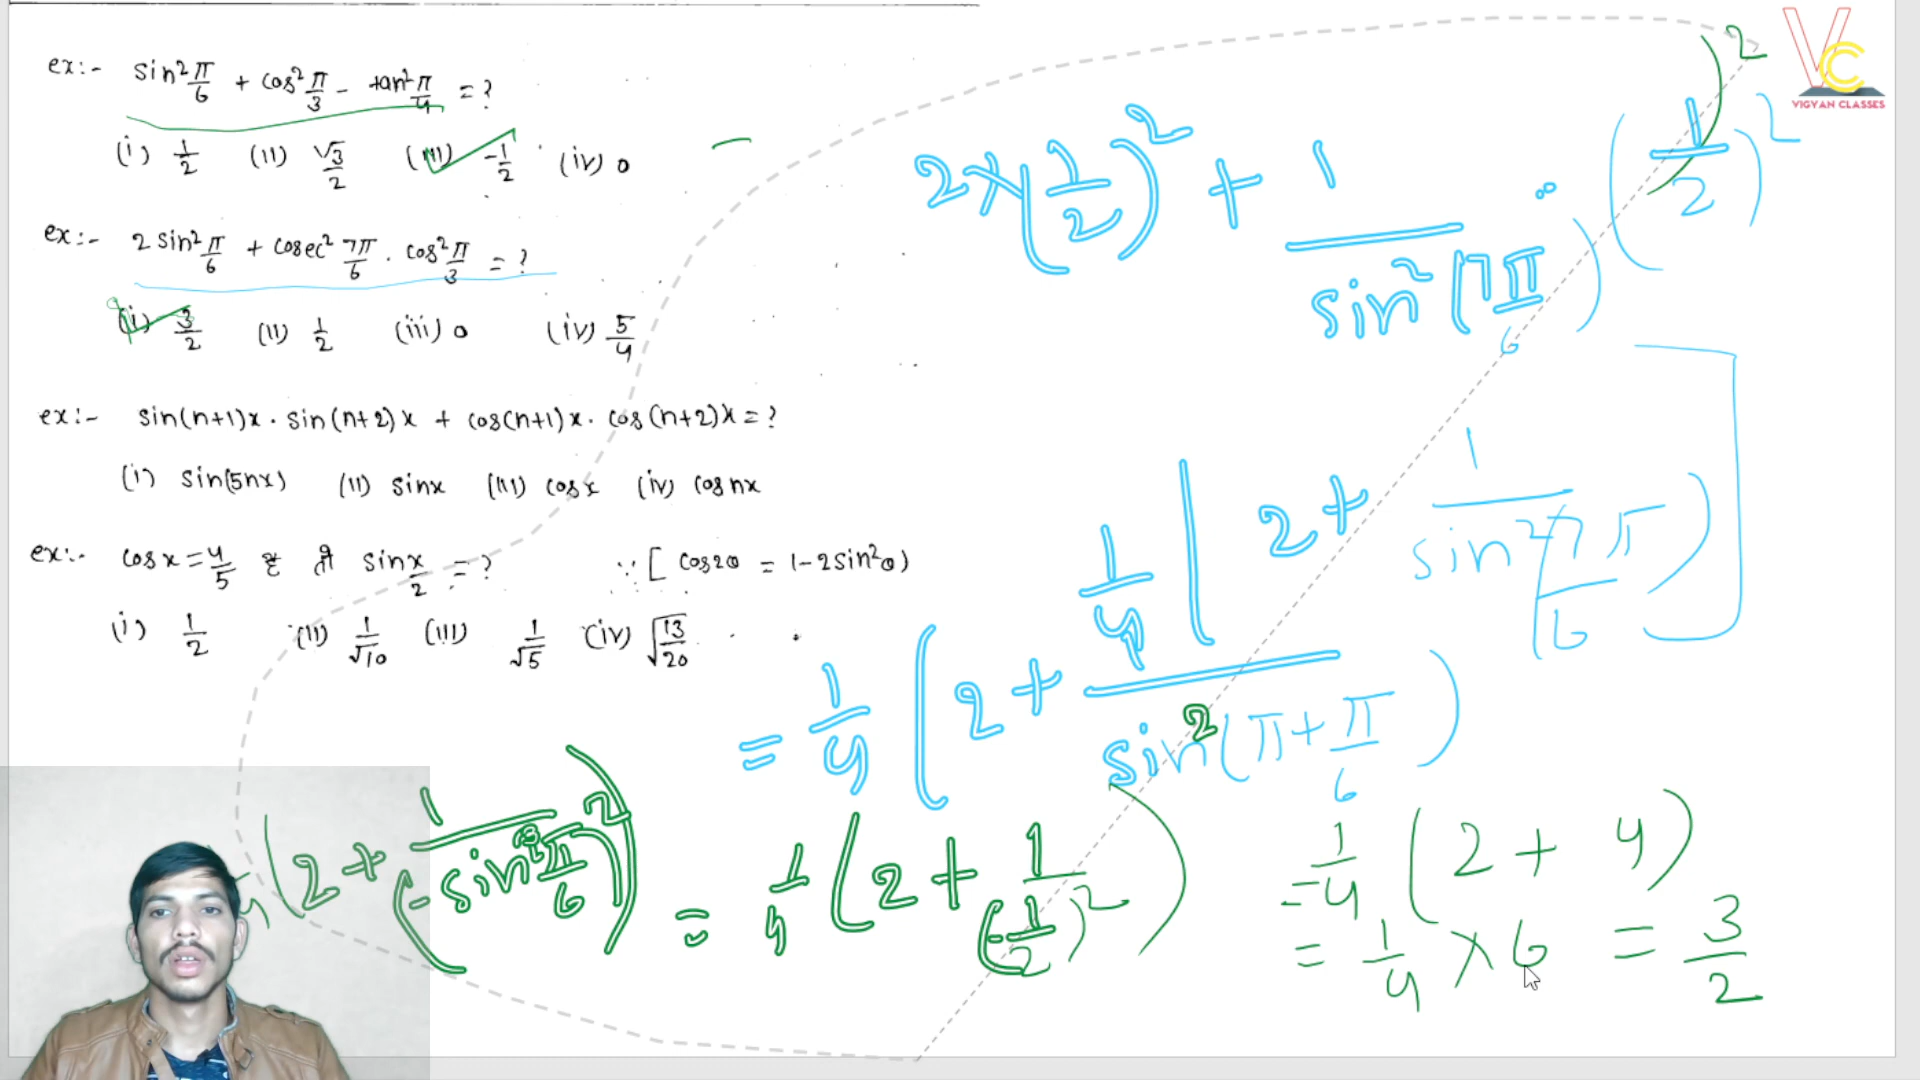 ex:- sin²π/6 + cos²π/3 - tan²π/4 = ?
(i) 1/2 (ii) √3/2 (iii) -1/2 (iv) 0
ex:- 2 sin²π/6 + cosec² 7π/6 . cos²π/3 = ?
(i) 3/2 (ii) 1/2 (iii) 0 (iv) 5/4
ex:- sin(n+1)x . sin(n+2)x + cos(n+1)x . cos(n+2)x = ?
(i) sin(5nx) (ii) sinx (iii) cosx (iv) cosnx
ex:- cosx = 4/5 है तो sin x/2 = ? ∵ [cos2θ = 1-2sin²θ)
(i) 1/2 (ii) 1/√10 (iii) 1/√5 (iv) √13/20
VC
VIGYAN CLASSES
2×(1/2)² + 1/sin²(7π/6) . (1/2)²
1/4 [2 + 1/sin²(7π/6)]
= 1/4 (2 + 1/sin²(π+π/6))
(2 + 1/(-sin π/6)²) = 1/4 (2 + 1/(-1/2)²)
= 1/4 (2 + 4)
= 1/4 × 6 = 3/2